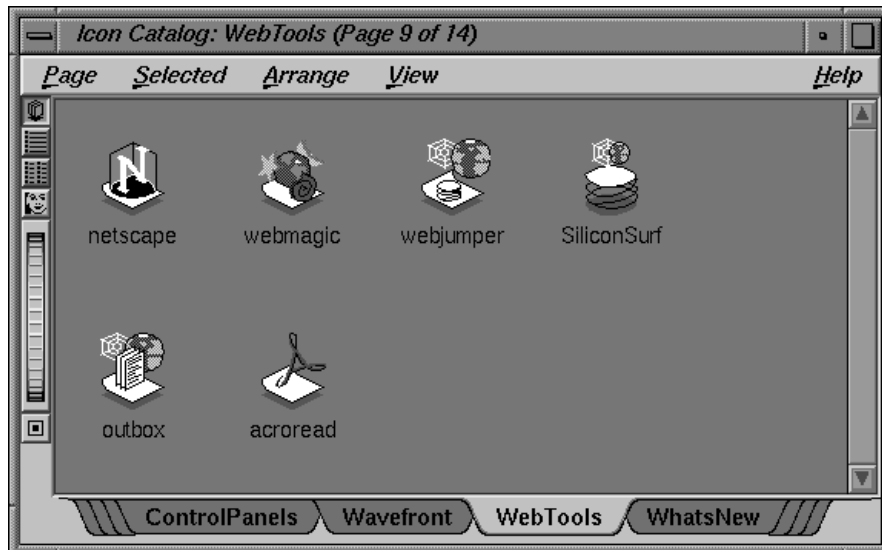 Icon Catalog: WebTools (Page 9 of 14)
Page Selected Arrange View Help
N
netscape webmagic webjumper SiliconSurf
outbox acroread
ControlPanels Wavefront WebTools WhatsNew